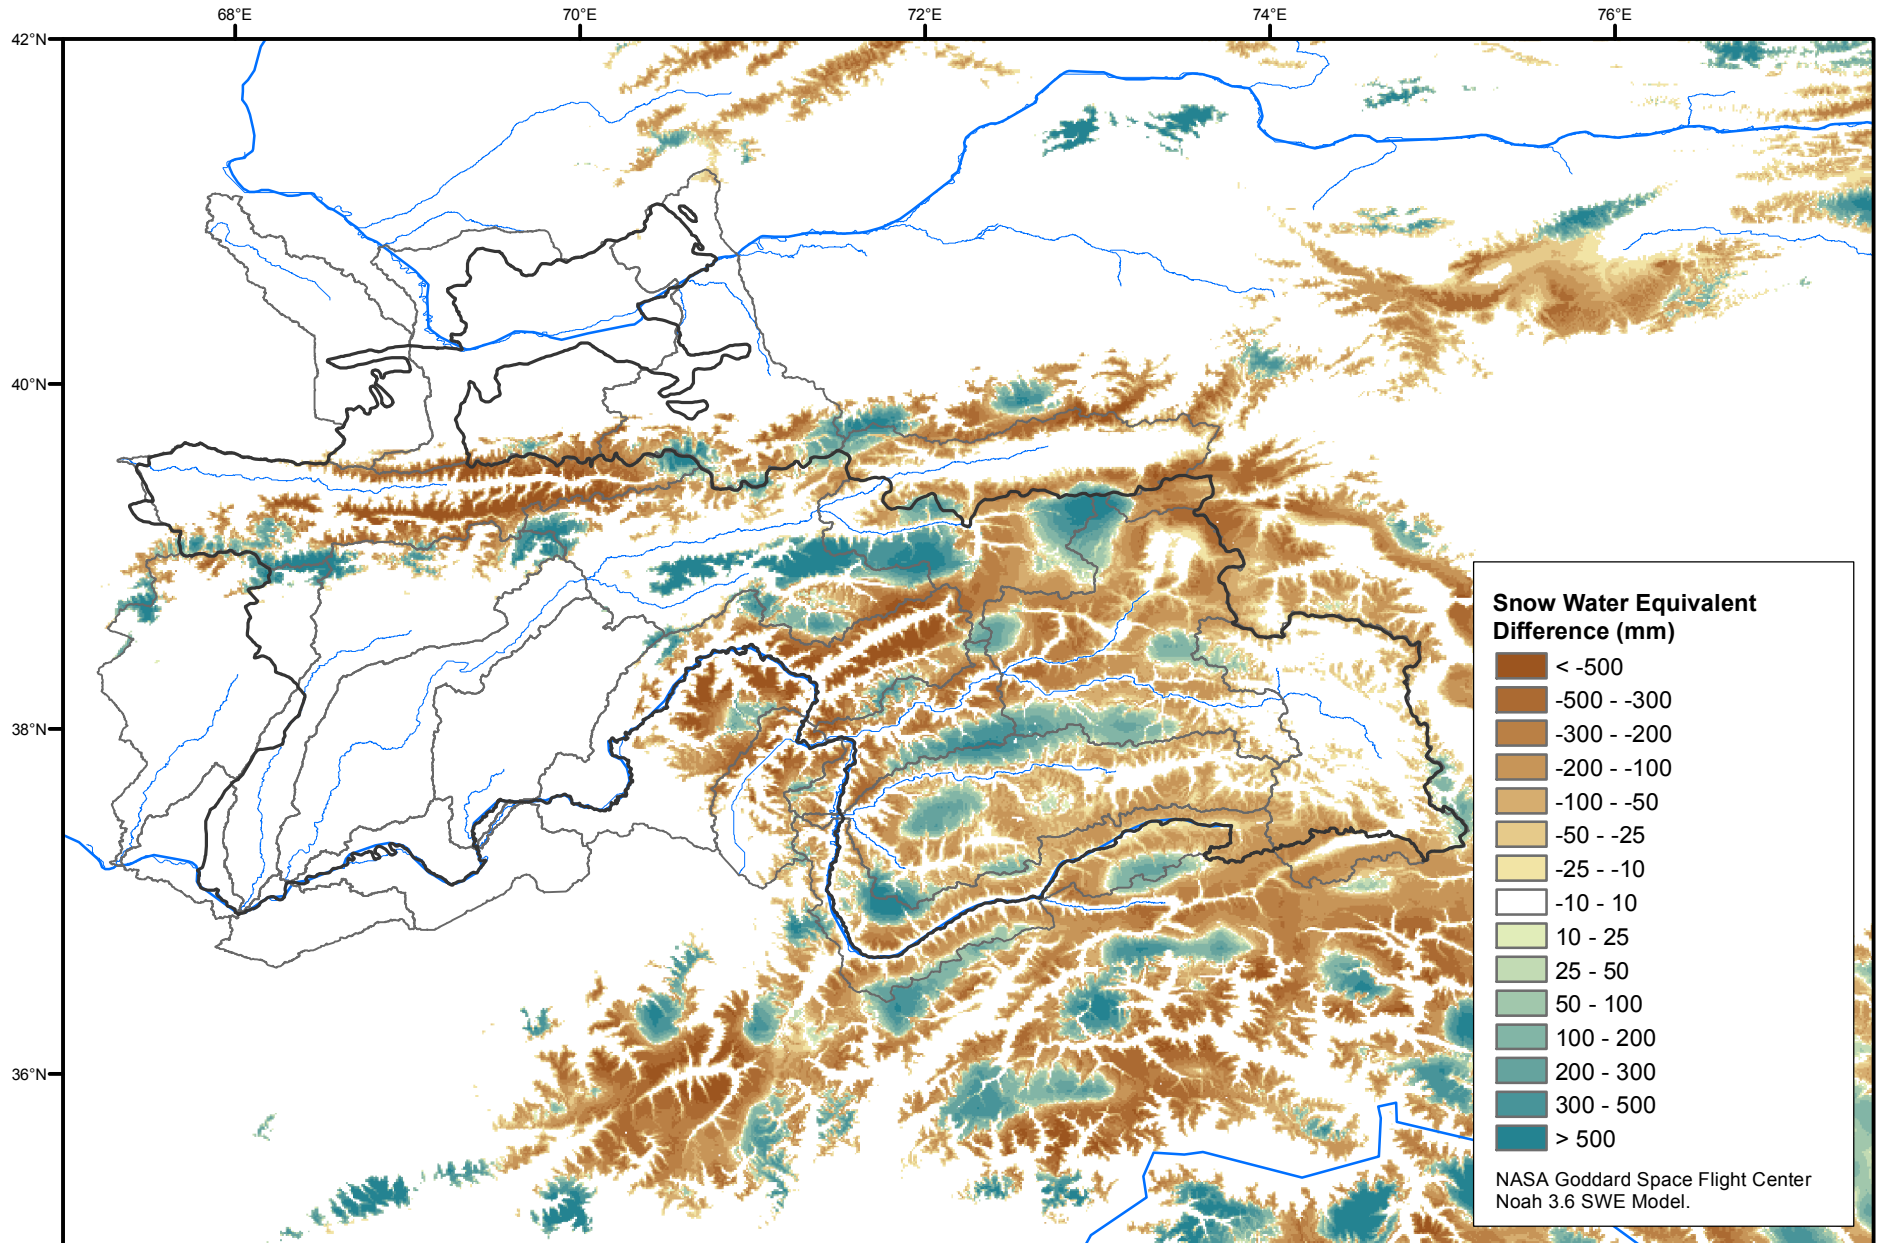 68°E
70°E
72°E
74°E
76°E
42°N
40°N
38°N
36°N
Snow Water Equivalent
Difference (mm)
< -500
-500 - -300
-300 - -200
-200 - -100
-100 - -50
-50 - -25
-25 - -10
-10 - 10
10 - 25
25 - 50
50 - 100
100 - 200
200 - 300
300 - 500
> 500
NASA Goddard Space Flight Center
Noah 3.6 SWE Model.